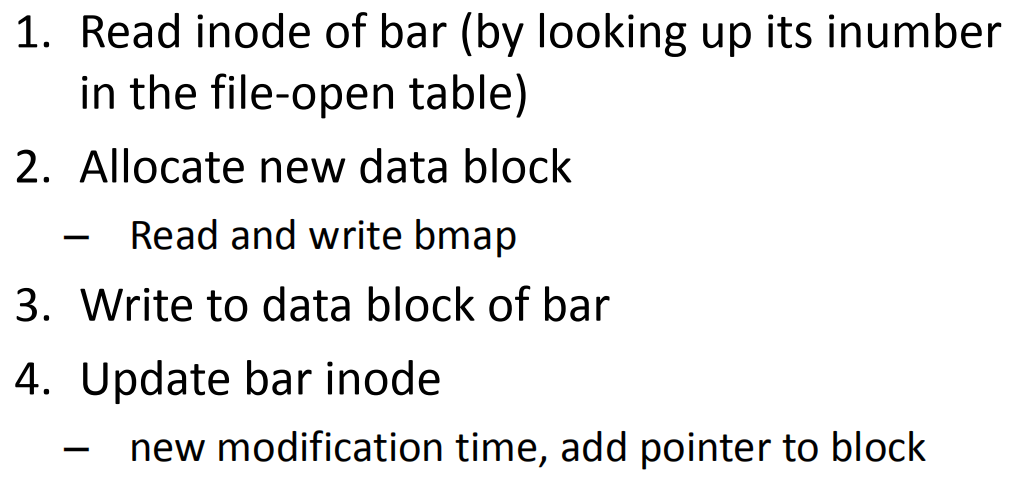 1. Read inode of bar (by looking up its inumber
in the file-open table)
2. Allocate new data block
– Read and write bmap
3. Write to data block of bar
4. Update bar inode
– new modification time, add pointer to block